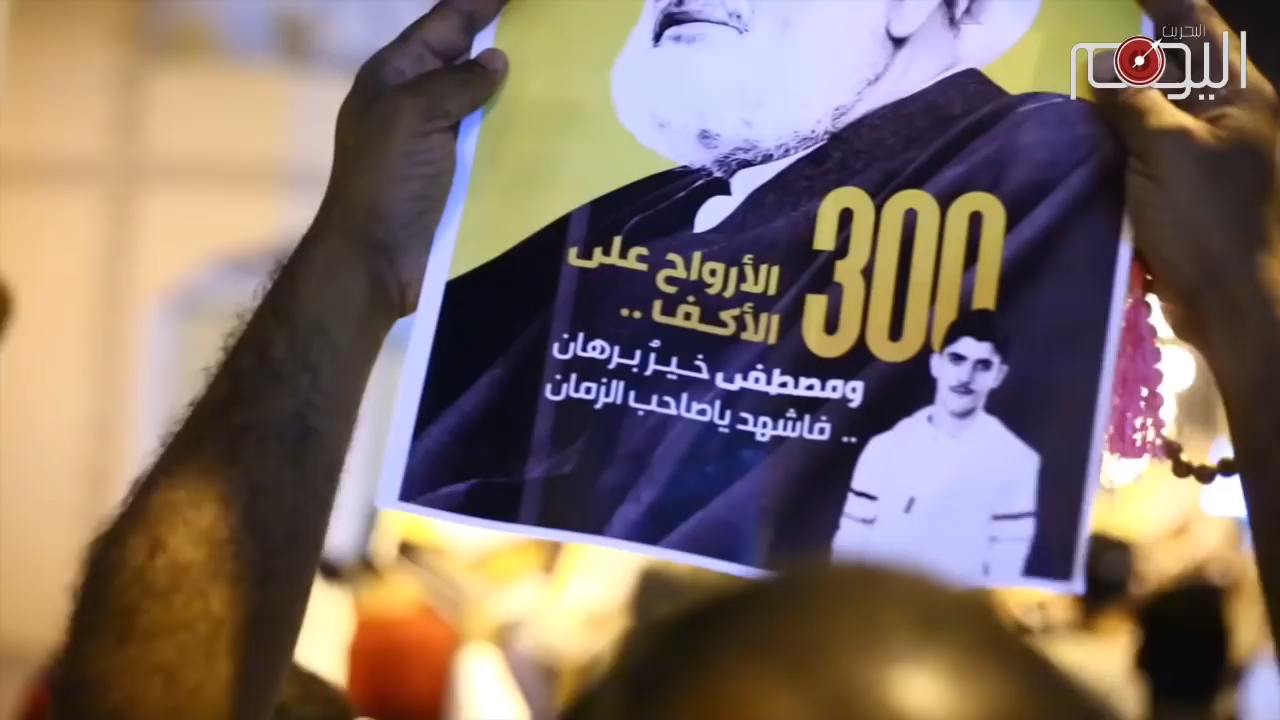 البحرين
اليوم
300
الأرواح على
الأكف ..
ومصطفى خيرُ برهان
.. فاشهد ياصاحب الزمان